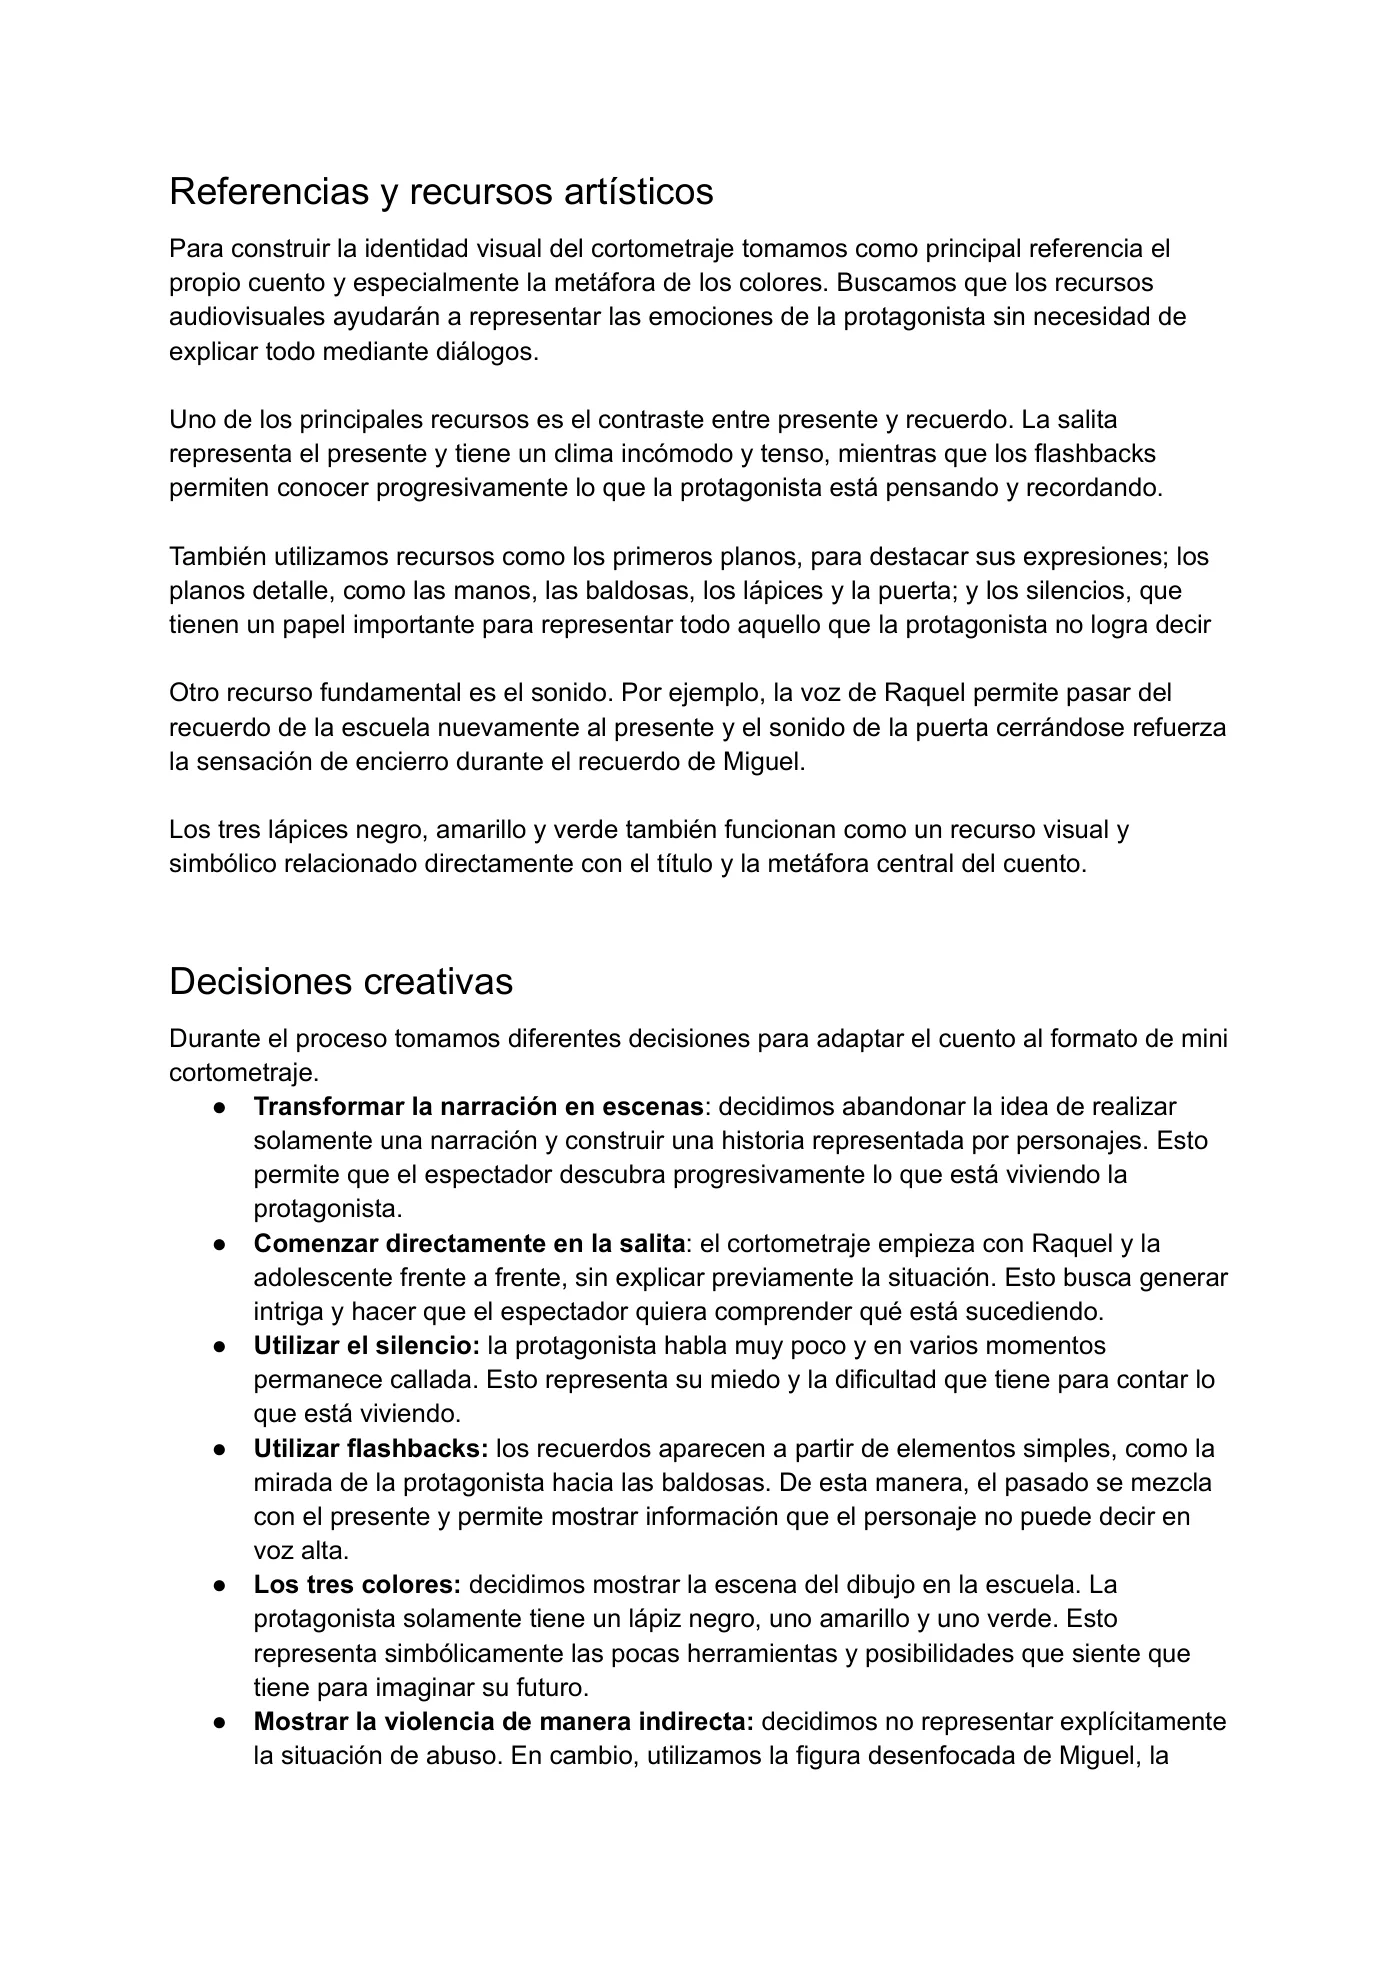 Referencias y recursos artísticos
Para construir la identidad visual del cortometraje tomamos como principal referencia el
propio cuento y especialmente la metáfora de los colores. Buscamos que los recursos
audiovisuales ayudarán a representar las emociones de la protagonista sin necesidad de
explicar todo mediante diálogos.
Uno de los principales recursos es el contraste entre presente y recuerdo. La salita
representa el presente y tiene un clima incómodo y tenso, mientras que los flashbacks
permiten conocer progresivamente lo que la protagonista está pensando y recordando.
También utilizamos recursos como los primeros planos, para destacar sus expresiones; los
planos detalle, como las manos, las baldosas, los lápices y la puerta; y los silencios, que
tienen un papel importante para representar todo aquello que la protagonista no logra decir
Otro recurso fundamental es el sonido. Por ejemplo, la voz de Raquel permite pasar del
recuerdo de la escuela nuevamente al presente y el sonido de la puerta cerrándose refuerza
la sensación de encierro durante el recuerdo de Miguel.
Los tres lápices negro, amarillo y verde también funcionan como un recurso visual y
simbólico relacionado directamente con el título y la metáfora central del cuento.
Decisiones creativas
Durante el proceso tomamos diferentes decisiones para adaptar el cuento al formato de mini
cortometraje.
● Transformar la narración en escenas: decidimos abandonar la idea de realizar
solamente una narración y construir una historia representada por personajes. Esto
permite que el espectador descubra progresivamente lo que está viviendo la
protagonista.
● Comenzar directamente en la salita: el cortometraje empieza con Raquel y la
adolescente frente a frente, sin explicar previamente la situación. Esto busca generar
intriga y hacer que el espectador quiera comprender qué está sucediendo.
● Utilizar el silencio: la protagonista habla muy poco y en varios momentos
permanece callada. Esto representa su miedo y la dificultad que tiene para contar lo
que está viviendo.
● Utilizar flashbacks: los recuerdos aparecen a partir de elementos simples, como la
mirada de la protagonista hacia las baldosas. De esta manera, el pasado se mezcla
con el presente y permite mostrar información que el personaje no puede decir en
voz alta.
● Los tres colores: decidimos mostrar la escena del dibujo en la escuela. La
protagonista solamente tiene un lápiz negro, uno amarillo y uno verde. Esto
representa simbólicamente las pocas herramientas y posibilidades que siente que
tiene para imaginar su futuro.
● Mostrar la violencia de manera indirecta: decidimos no representar explícitamente
la situación de abuso. En cambio, utilizamos la figura desenfocada de Miguel, la